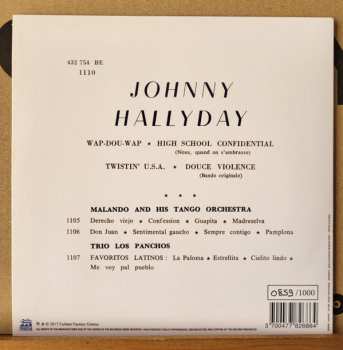 432 754 BE
1110
JOHNNY
HALLYDAY
WAP-DOU-WAP ★ HIGH SCHOOL CONFIDENTIAL
(Nous, quand on s'embrasse)
TWISTIN' U.S.A. ★ DOUCE VIOLENCE
(Bande originale)
★ ★ ★
MALANDO AND HIS TANGO ORCHESTRA
1105 Derecho viejo ★ Confession ★ Guapita ★ Madreselva
1106 Don Juan ★ Sentimental gaucho ★ Sempre contigo ★ Pamplona
TRIO LOS PANCHOS
1107 FAVORITOS LATINOS : La Paloma ★ Estrellita ★ Cielito lindo ★
Me voy pal pueblo
0859/1000
3700477826864